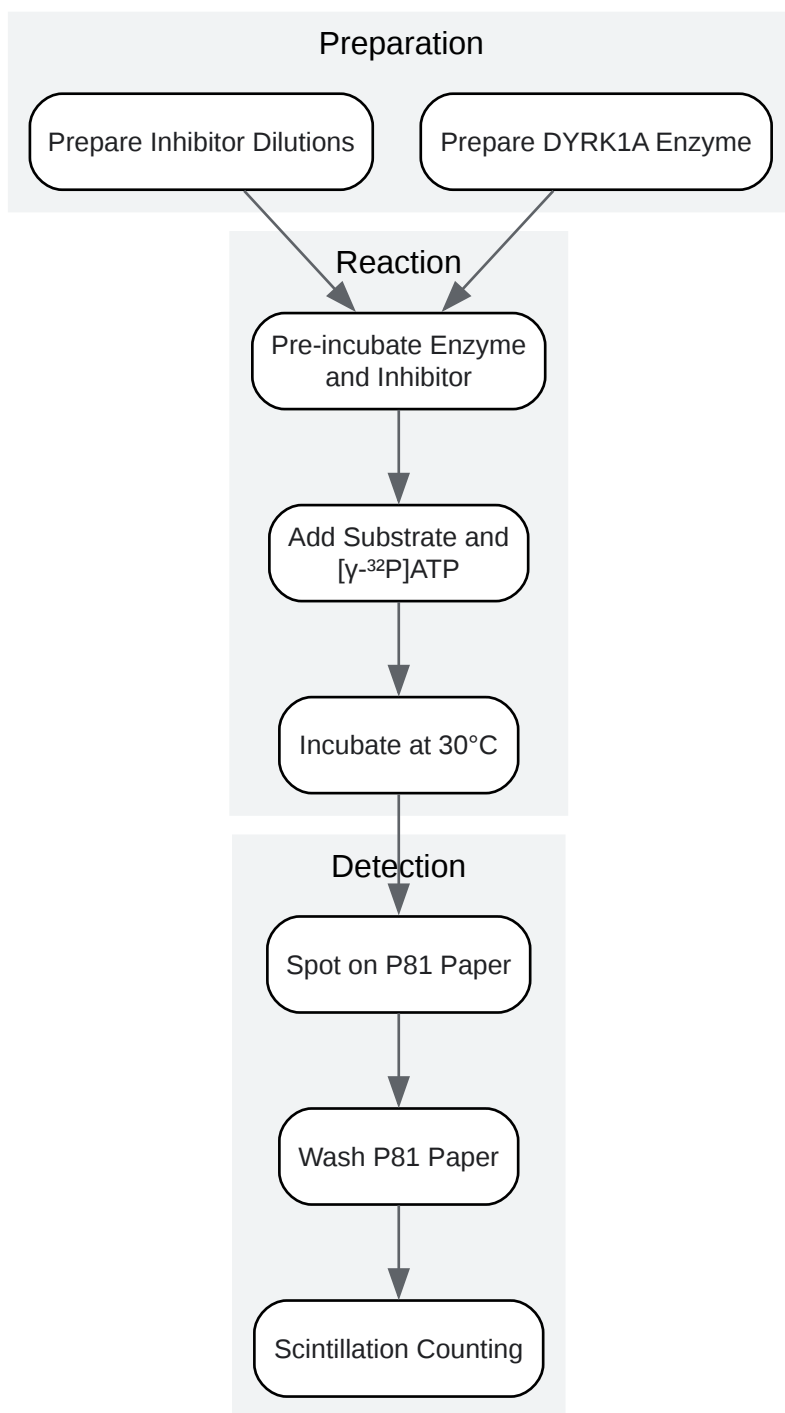 Preparation
Prepare Inhibitor Dilutions
Prepare DYRK1A Enzyme
Reaction
Pre-incubate Enzyme
and Inhibitor
Add Substrate and
[γ-³²P]ATP
Incubate at 30°C
Detection
Spot on P81 Paper
Wash P81 Paper
Scintillation Counting